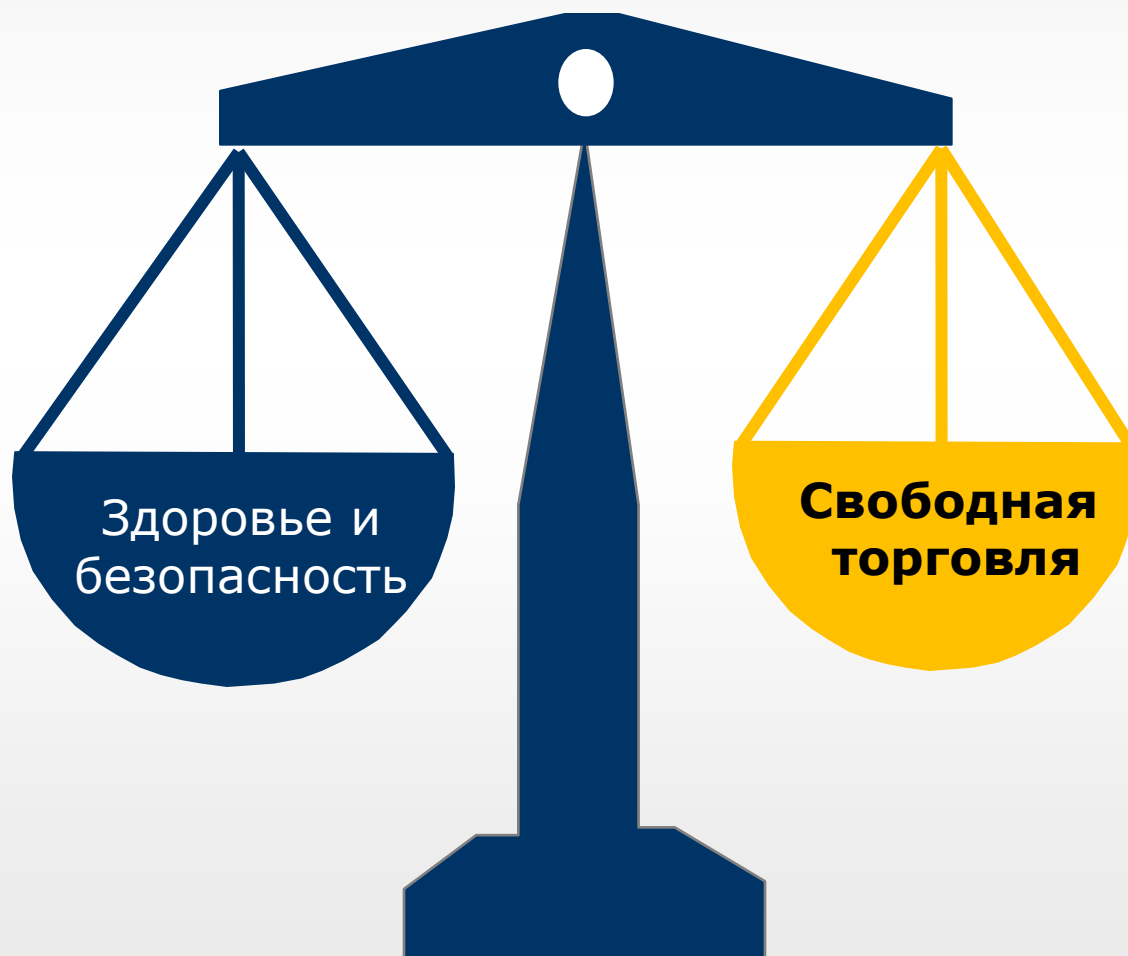 Здоровье и
безопасность
Свободная
торговля